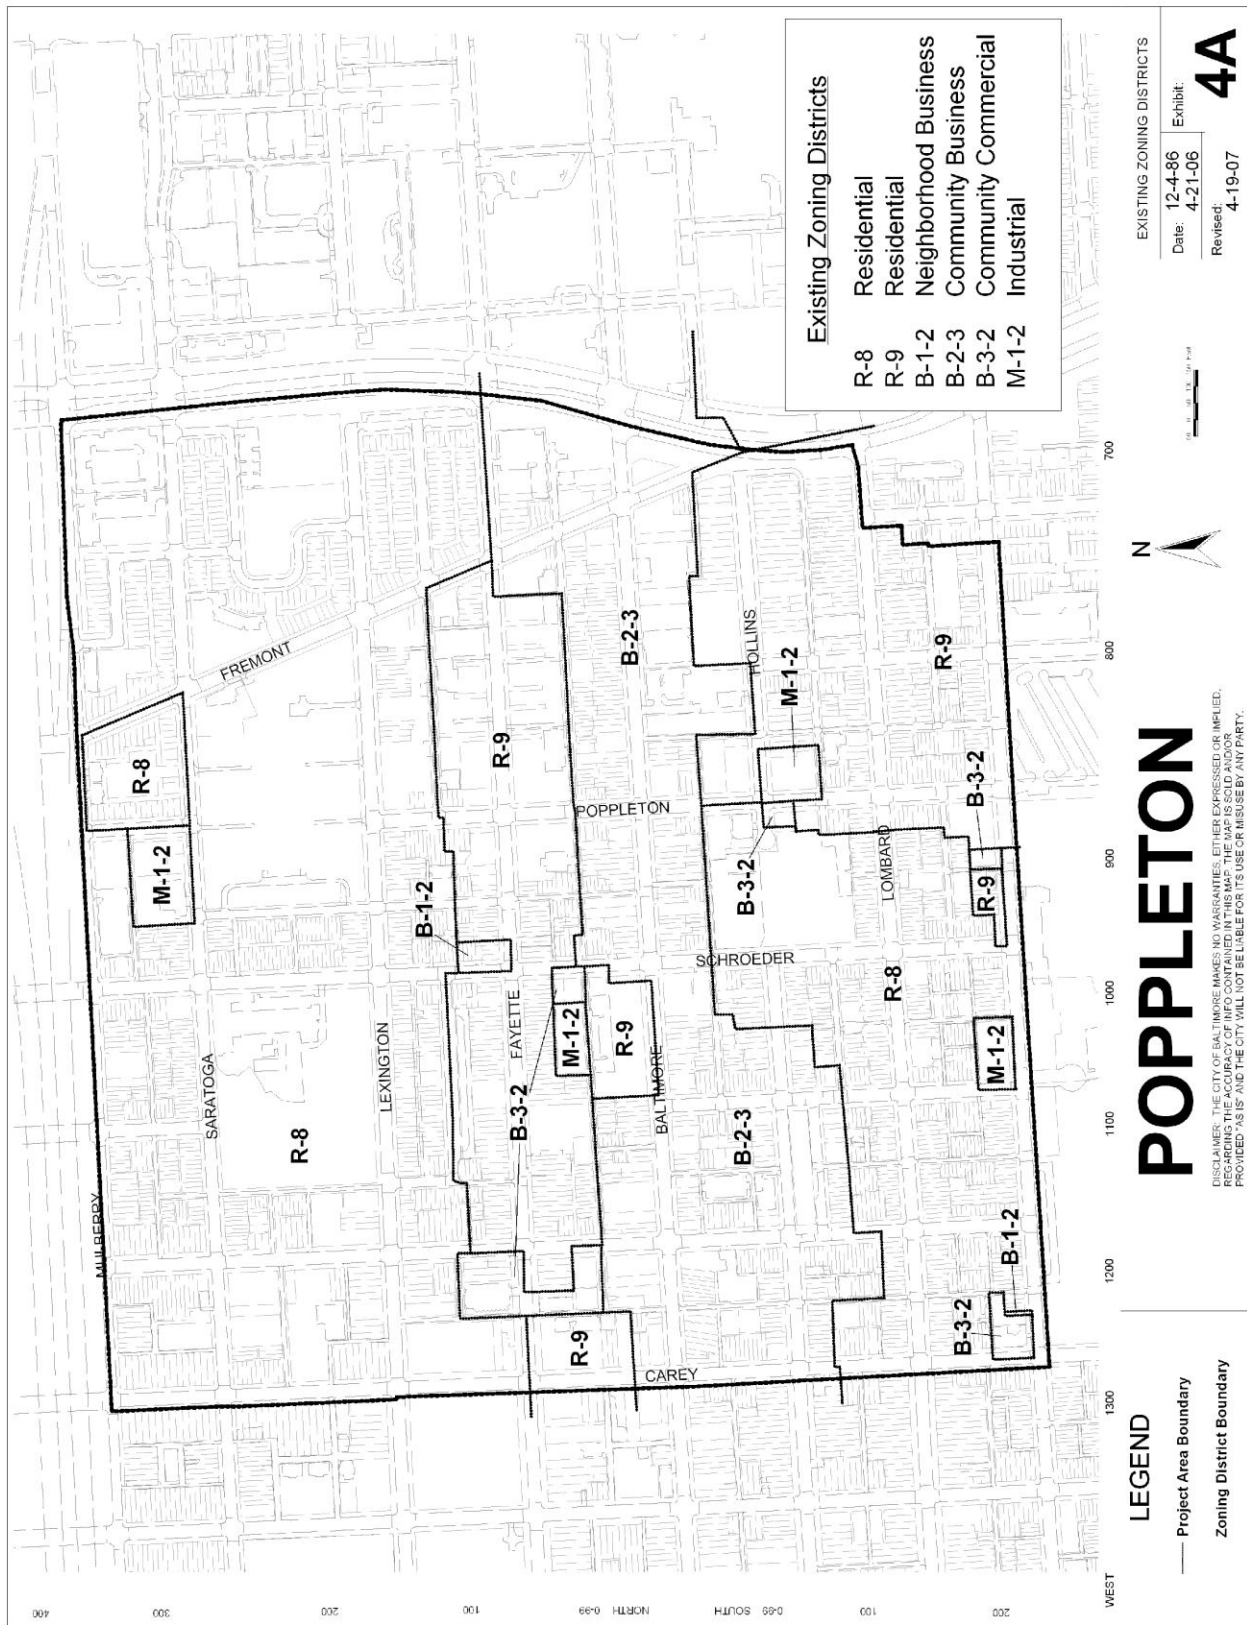 MULBERRY
SARATOGA
LEXINGTON
FAYETTE
BALTIMORE
HOLLINS
LOMBARD
FREMONT
POPPLETON
SCHROEDER
CAREY
R-8
M-1-2
R-8
R-9
B-1-2
B-3-2
M-1-2
R-9
B-2-3
R-9
B-2-3
M-1-2
B-3-2
R-8
R-9
B-3-2
R-9
M-1-2
B-1-2
B-3-2
Existing Zoning Districts
R-8 Residential
R-9 Residential
B-1-2 Neighborhood Business
B-2-3 Community Business
B-3-2 Community Commercial
M-1-2 Industrial
400
300
200
100
NORTH 0-99
0-99 SOUTH
100
200
WEST
1300
1200
1100
1000
900
800
700
LEGEND
Project Area Boundary
Zoning District Boundary
POPPLETON
DISCLAIMER: THE CITY OF BALTIMORE MAKES NO WARRANTIES, EITHER EXPRESSED OR IMPLIED,
REGARDING THE ACCURACY OF INFO CONTAINED IN THIS MAP. THE MAP IS SOLD AND/OR
PROVIDED "AS IS" AND THE CITY WILL NOT BE LIABLE FOR ITS USE OR MISUSE BY ANY PARTY.
N
EXISTING ZONING DISTRICTS
Date: 12-4-86
4-21-06
Revised:
4-19-07
Exhibit:
4A